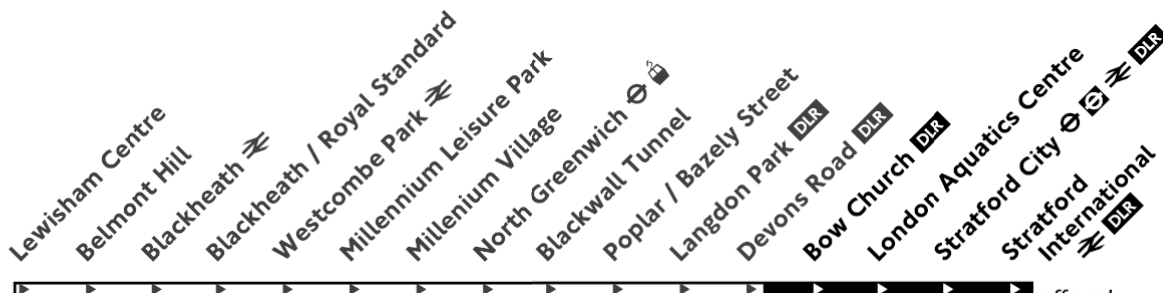 Lewisham Centre
Belmont Hill
Blackheath
Blackheath / Royal Standard
Westcombe Park
Millennium Leisure Park
Millenium Village
North Greenwich
Blackwall Tunnel
Poplar / Bazely Street
Langdon Park DLR
Devons Road DLR
Bow Church DLR
London Aquatics Centre
Stratford City DLR
Stratford
International
DLR